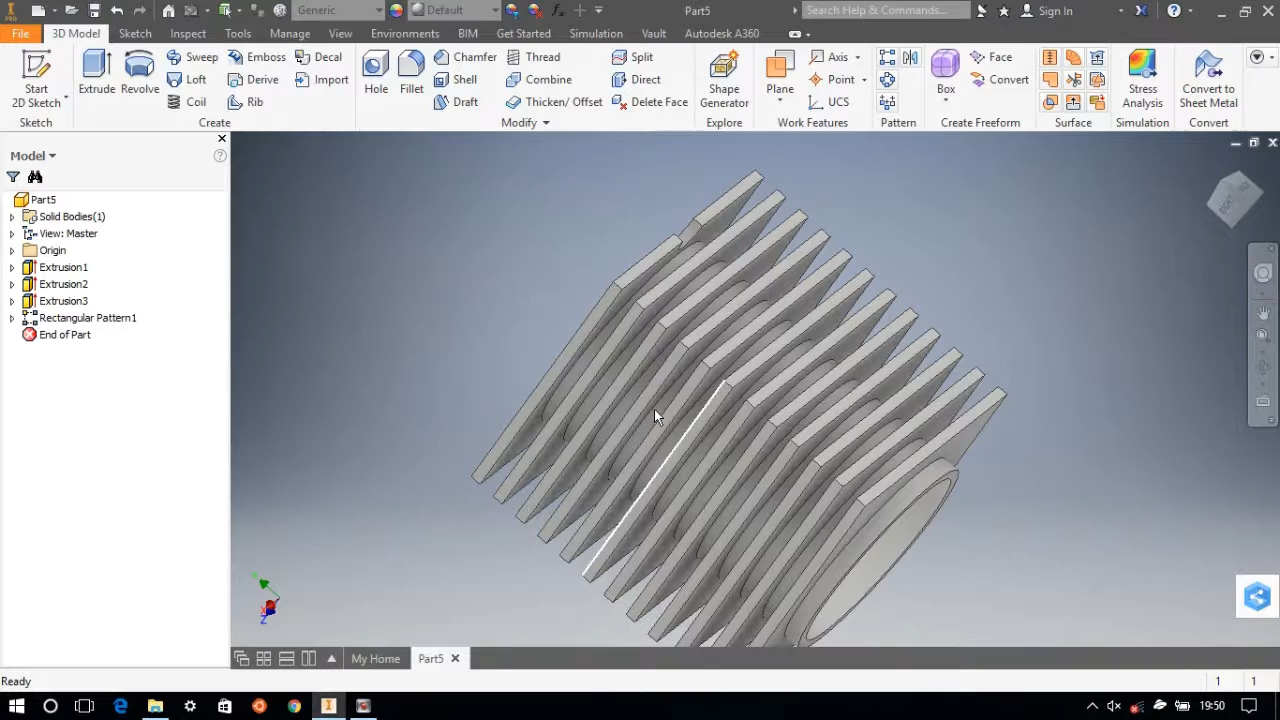 PRO
Generic
Default
Part5
Search Help & Commands...
Sign In
File
3D Model
Sketch
Inspect
Tools
Manage
View
Environments
BIM
Get Started
Simulation
Vault
Autodesk A360
Start
2D Sketch
Sketch
Extrude
Revolve
Sweep
Loft
Coil
Emboss
Derive
Rib
Decal
Import
Create
Hole
Fillet
Chamfer
Shell
Draft
Thread
Combine
Thicken/ Offset
Split
Direct
Delete Face
Modify
Shape
Generator
Explore
Plane
Axis
Point
UCS
Work Features
Pattern
Box
Face
Convert
Create Freeform
Surface
Stress
Analysis
Simulation
Convert to
Sheet Metal
Convert
Model
Part5
Solid Bodies(1)
View: Master
Origin
Extrusion1
Extrusion2
Extrusion3
Rectangular Pattern1
End of Part
Z
My Home
Part5
Ready
1 1
19:50